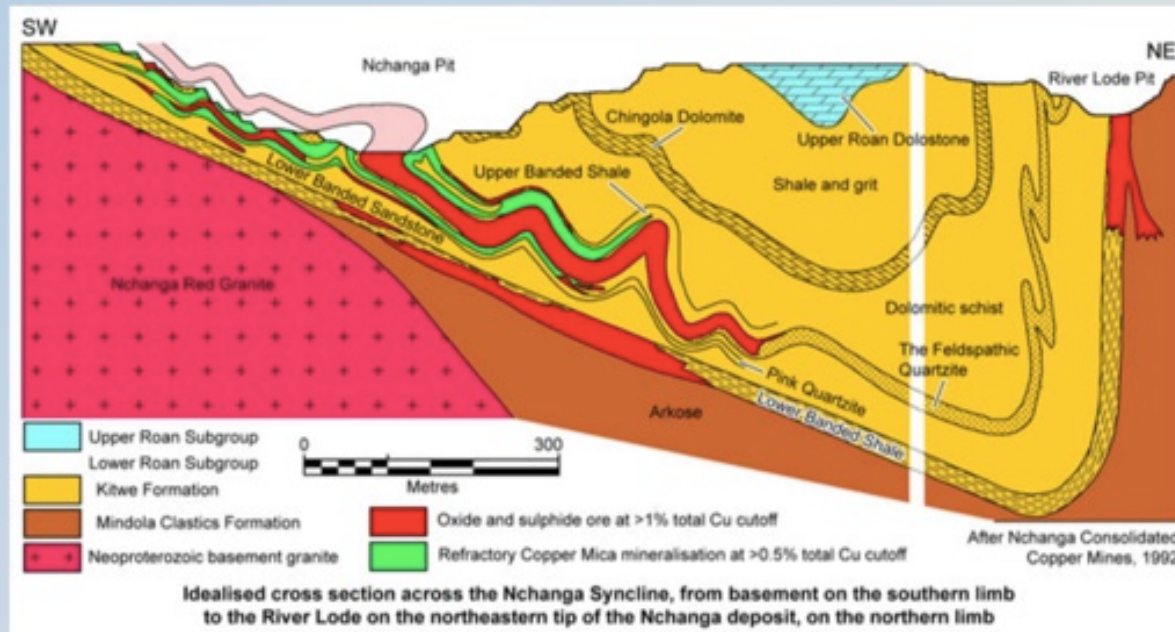 SW
NE
Nchanga Pit
River Lode Pit
Chingola Dolomite
Upper Roan Dolostone
Upper Banded Shale
Shale and grit
Lower Banded Sandstone
Nchanga Red Granite
Dolomitic schist
The Feldspathic
Quartzite
Pink Quartzite
Arkose
Lower Banded Shale
Upper Roan Subgroup
Lower Roan Subgroup
Kitwe Formation
Mindola Clastics Formation
Neoproterozoic basement granite
0 300
Metres
Oxide and sulphide ore at >1% total Cu cutoff
Refractory Copper Mica mineralisation at >0.5% total Cu cutoff
After Nchanga Consolidated
Copper Mines, 1992
Idealised cross section across the Nchanga Syncline, from basement on the southern limb
to the River Lode on the northeastern tip of the Nchanga deposit, on the northern limb